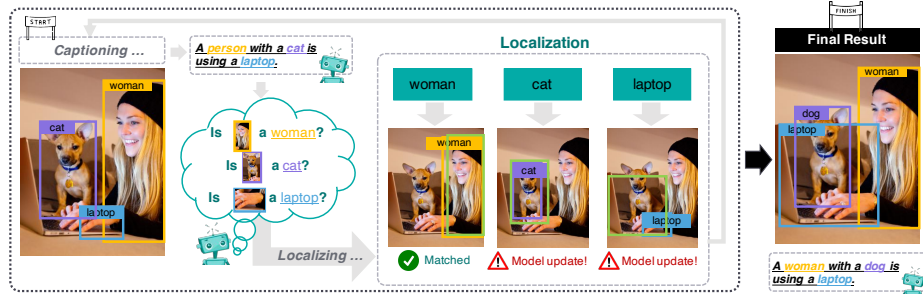 START
Captioning ...
woman
cat
laptop
A person with a cat is
using a laptop.
Is a woman?
Is a cat?
Is a laptop?
Localizing ...
Localization
woman
cat
laptop
woman
cat
laptop
Matched
Model update!
Model update!
FINISH
Final Result
woman
dog
laptop
A woman with a dog is
using a laptop.